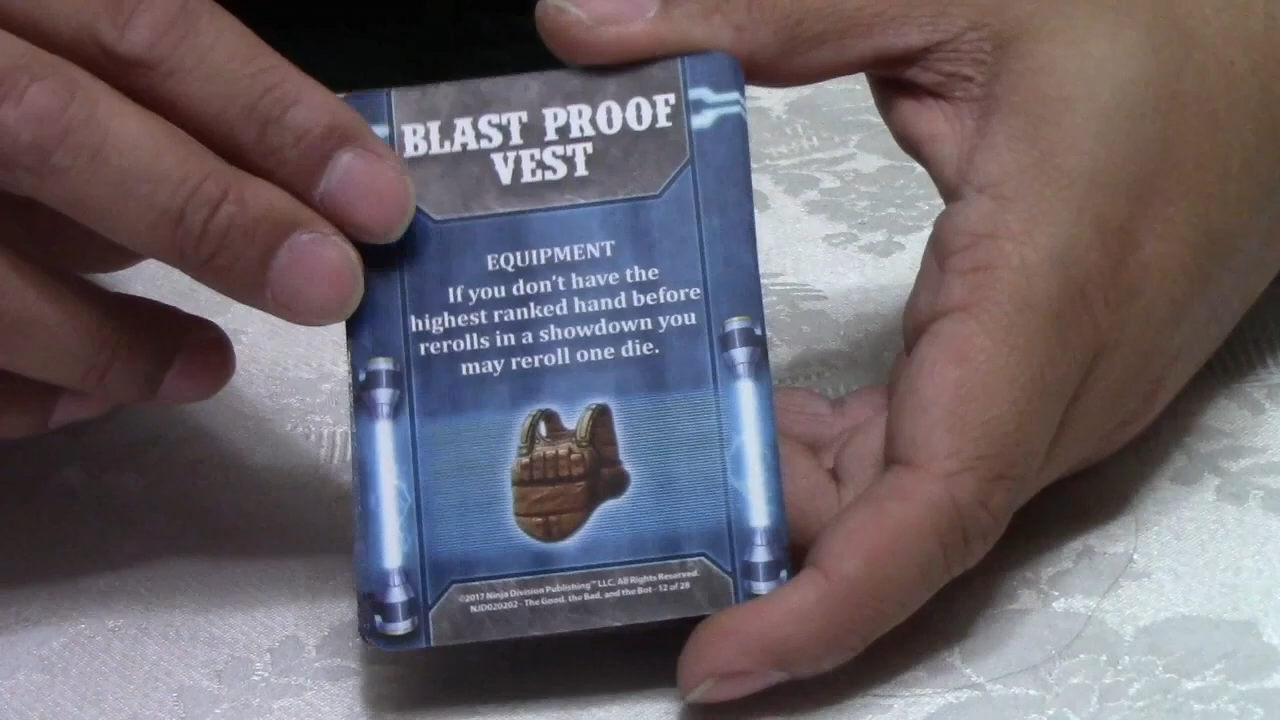 BLAST PROOF
VEST
EQUIPMENT
If you don't have the
highest ranked hand before
rerolls in a showdown you
may reroll one die.
©2017 Ninja Division Publishing™ LLC. All Rights Reserved.
NJD020202 - The Good, the Bad, and the Bot - 12 of 28